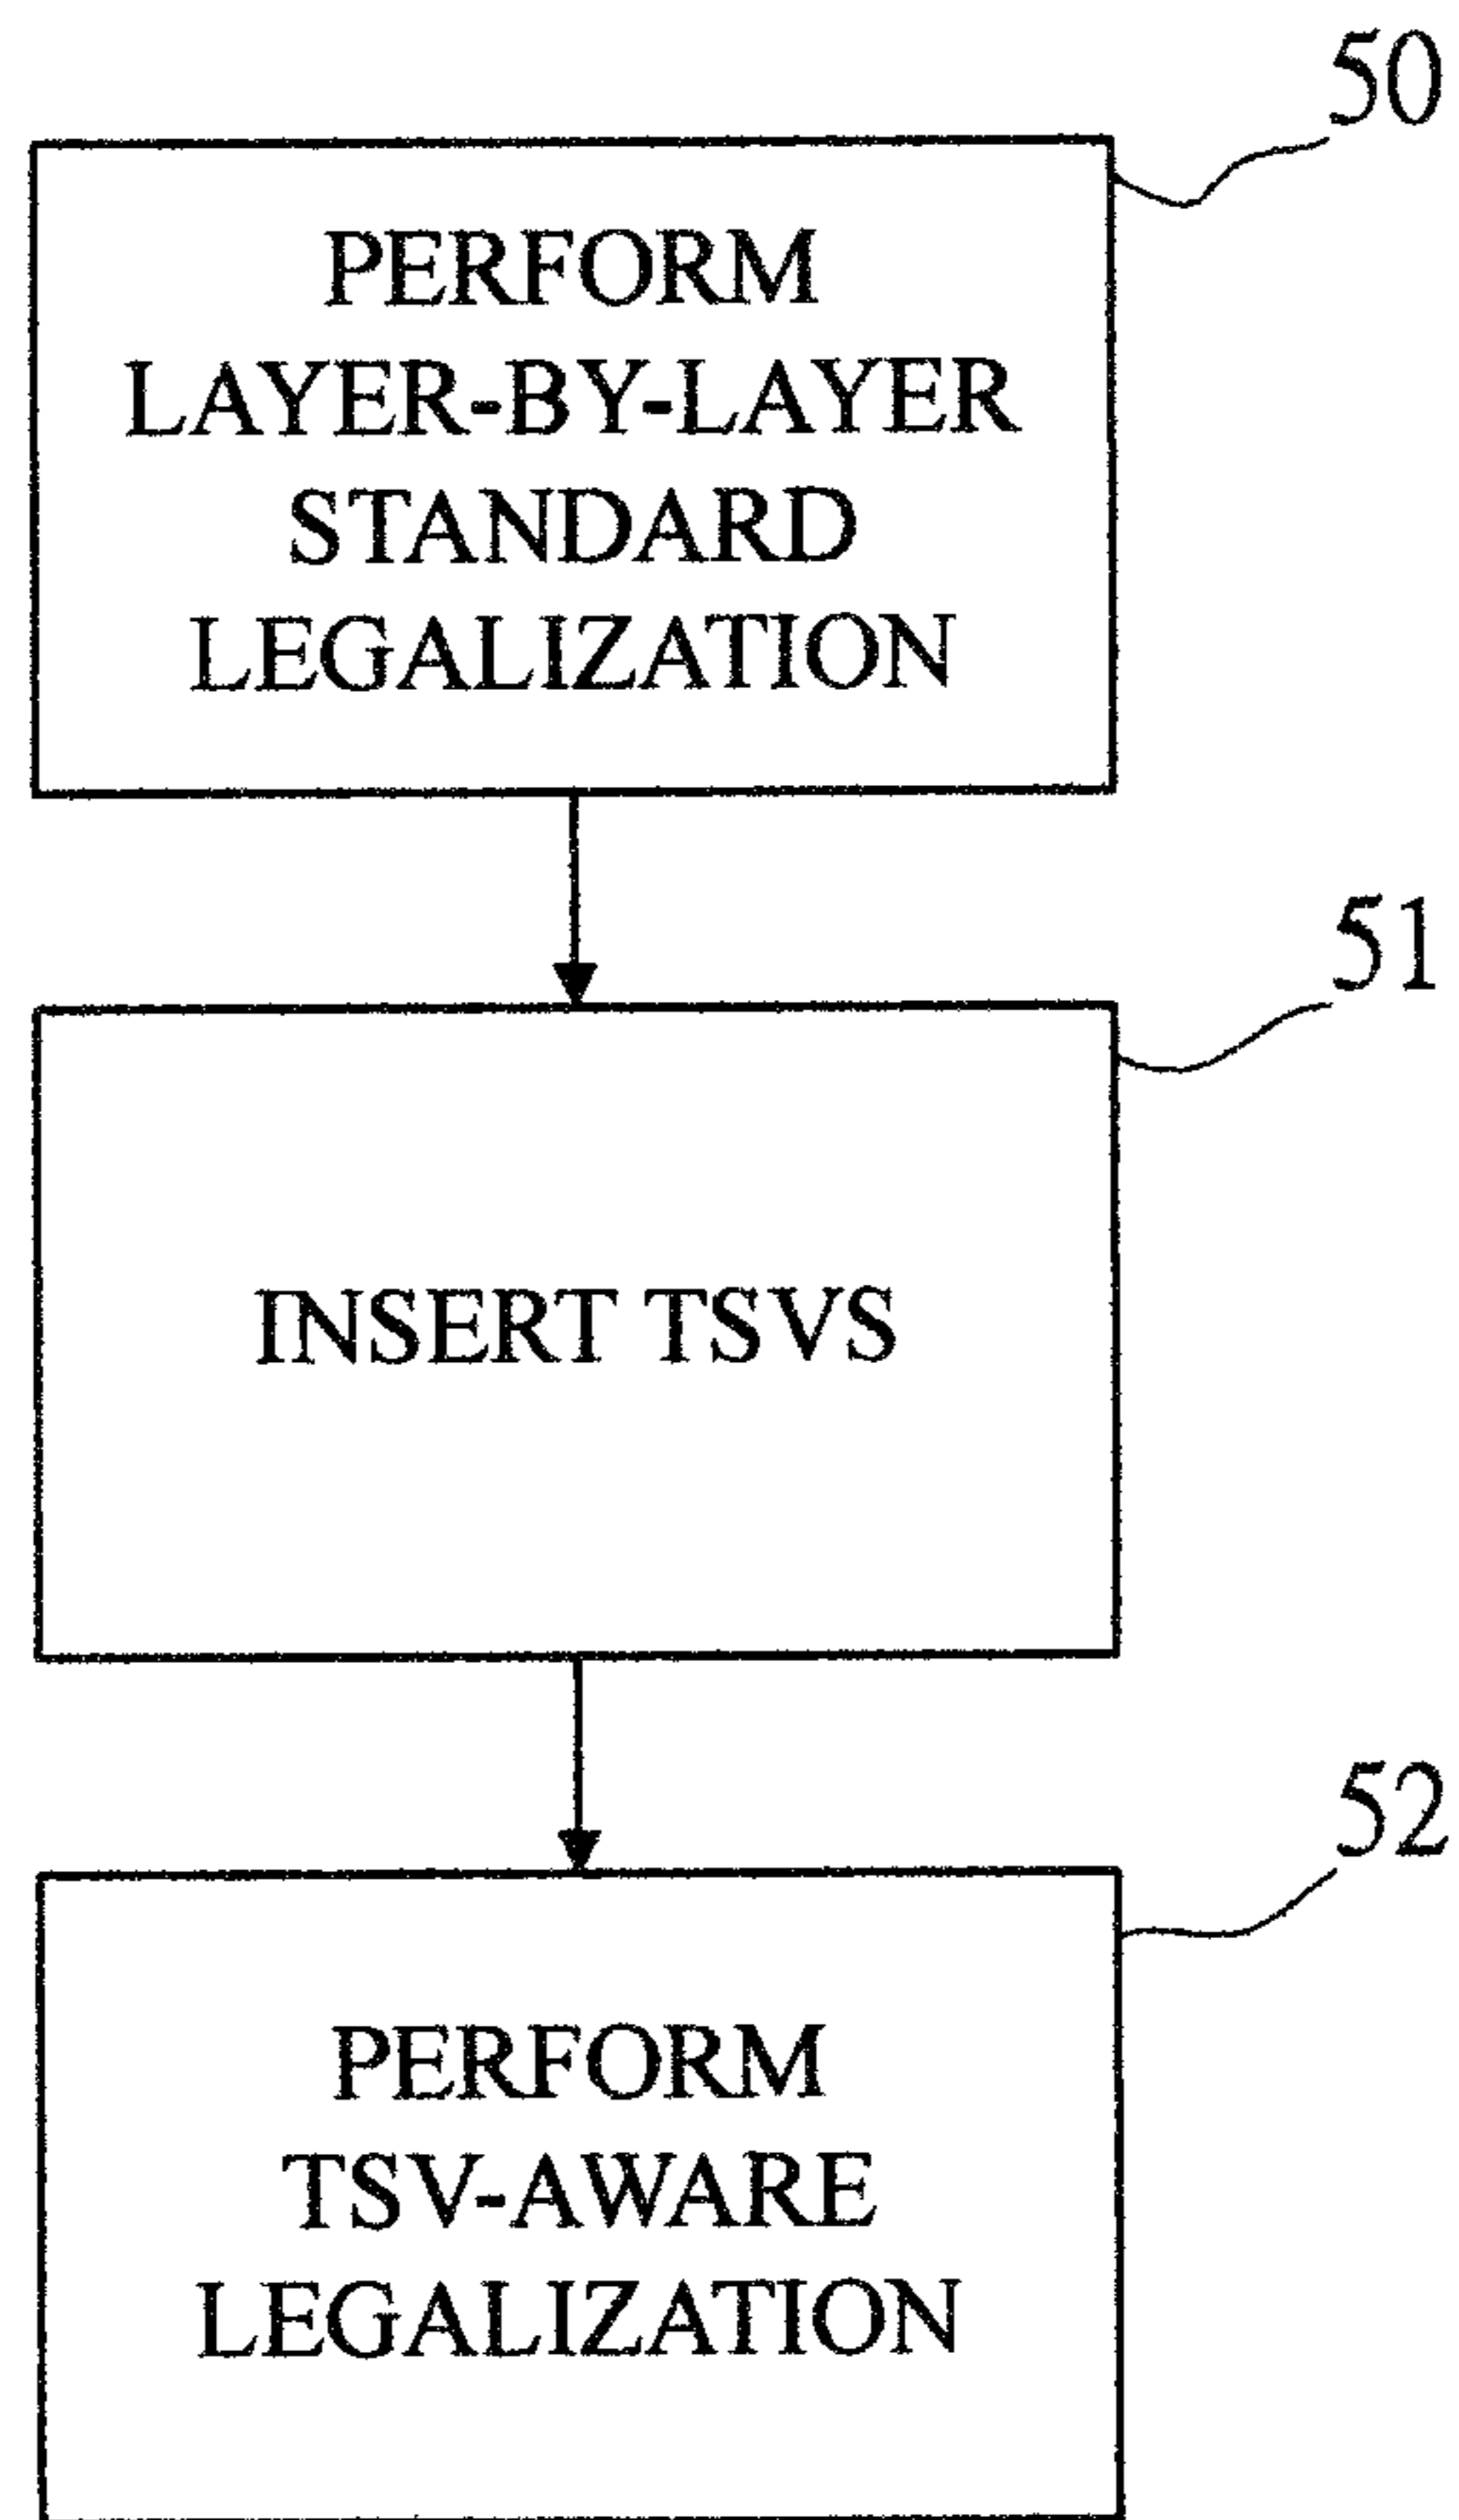 50
PERFORM
LAYER-BY-LAYER
STANDARD
LEGALIZATION
51
INSERT TSVS
52
PERFORM
TSV-AWARE
LEGALIZATION